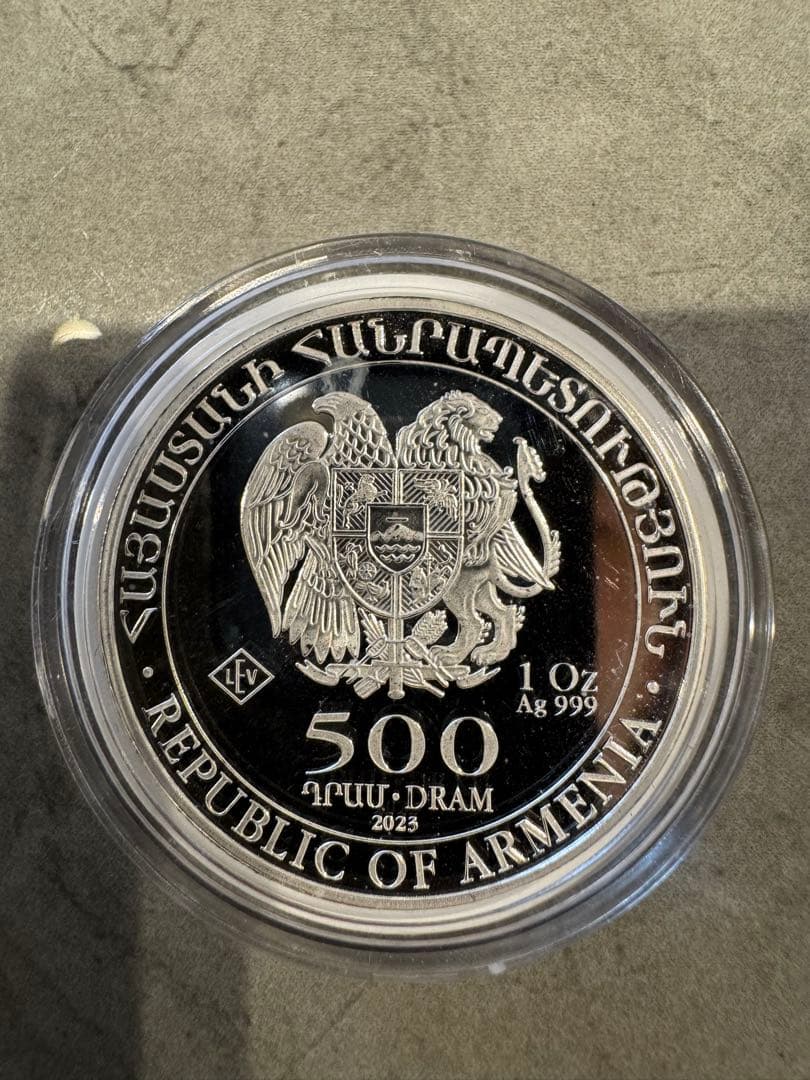 ՀԱՅԱՍՏԱՆԻ ՀԱՆՐԱՊԵՏՈՒԹՅՈՒՆ
LEV
1 Oz
Ag 999
500
ԴՐԱՄ • DRAM
2023
• REPUBLIC OF ARMENIA •